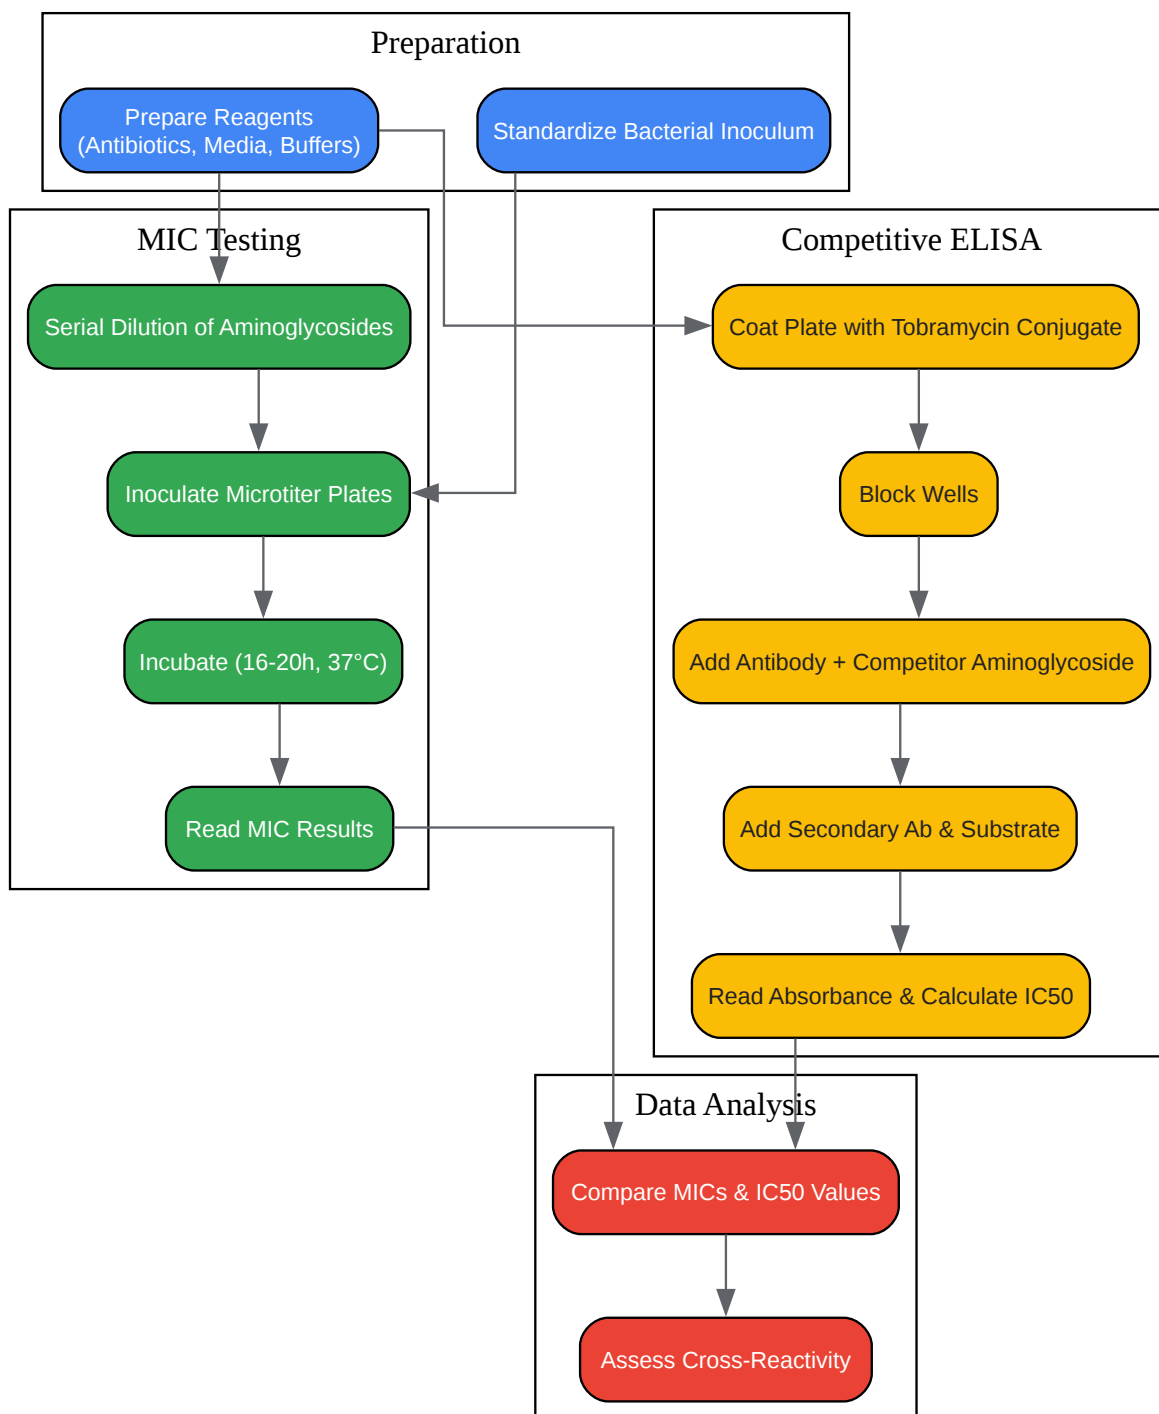 Preparation
Prepare Reagents
(Antibiotics, Media, Buffers)
Standardize Bacterial Inoculum
MIC Testing
Serial Dilution of Aminoglycosides
Inoculate Microtiter Plates
Incubate (16-20h, 37°C)
Read MIC Results
Competitive ELISA
Coat Plate with Tobramycin Conjugate
Block Wells
Add Antibody + Competitor Aminoglycoside
Add Secondary Ab & Substrate
Read Absorbance & Calculate IC50
Data Analysis
Compare MICs & IC50 Values
Assess Cross-Reactivity